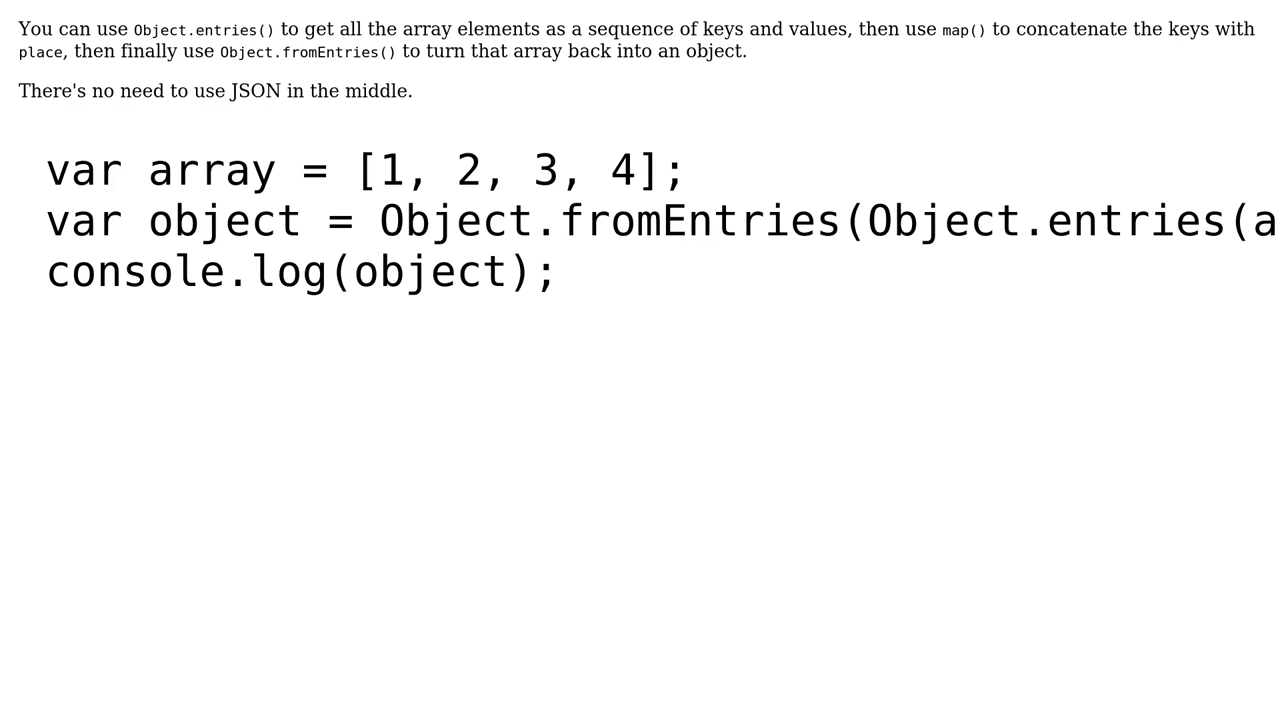 You can use Object.entries() to get all the array elements as a sequence of keys and values, then use map() to concatenate the keys with
place, then finally use Object.fromEntries() to turn that array back into an object.
There's no need to use JSON in the middle.
var array = [1, 2, 3, 4];
var object = Object.fromEntries(Object.entries(a
console.log(object);